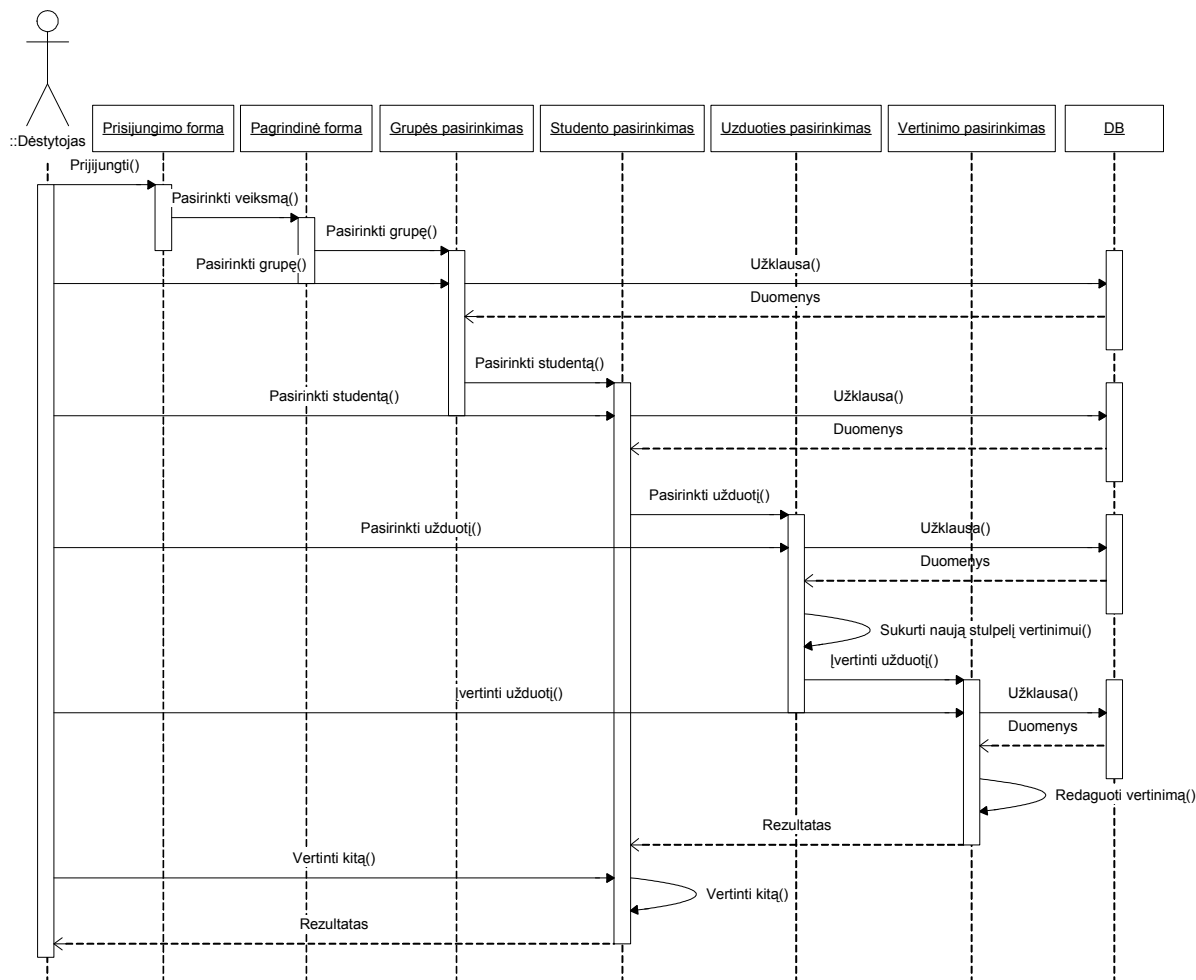 ::Dėstytojas
Prisijungimo forma
Pagrindinė forma
Grupės pasirinkimas
Studento pasirinkimas
Uzduoties pasirinkimas
Vertinimo pasirinkimas
DB
Prijijungti()
Pasirinkti veiksmą()
Pasirinkti grupę()
Pasirinkti grupę()
Užklausa()
Duomenys
Pasirinkti studentą()
Pasirinkti studentą()
Užklausa()
Duomenys
Pasirinkti užduotį()
Pasirinkti užduotį()
Užklausa()
Duomenys
Sukurti naują stulpelį vertinimui()
Įvertinti užduotį()
Įvertinti užduotį()
Užklausa()
Duomenys
Redaguoti vertinimą()
Rezultatas
Vertinti kitą()
Vertinti kitą()
Rezultatas